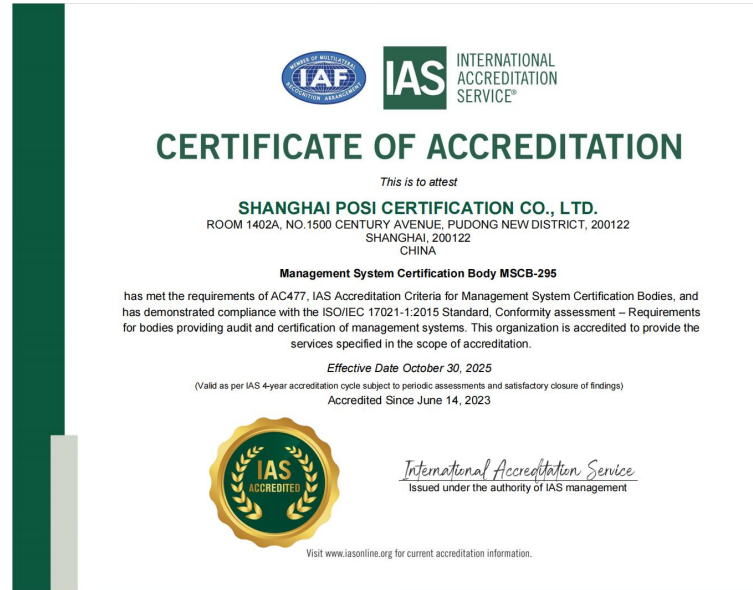 MEMBER OF MULTILATERAL
IAF
RECOGNITION ARRANGEMENT
IAS
INTERNATIONAL
ACCREDITATION
SERVICE®
CERTIFICATE OF ACCREDITATION
This is to attest
SHANGHAI POSI CERTIFICATION CO., LTD.
ROOM 1402A, NO.1500 CENTURY AVENUE, PUDONG NEW DISTRICT, 200122
SHANGHAI, 200122
CHINA
Management System Certification Body MSCB-295
has met the requirements of AC477, IAS Accreditation Criteria for Management System Certification Bodies, and
has demonstrated compliance with the ISO/IEC 17021-1:2015 Standard, Conformity assessment – Requirements
for bodies providing audit and certification of management systems. This organization is accredited to provide the
services specified in the scope of accreditation.
Effective Date October 30, 2025
(Valid as per IAS 4-year accreditation cycle subject to periodic assessments and satisfactory closure of findings)
Accredited Since June 14, 2023
IAS
ACCREDITED
International Accreditation Service
Issued under the authority of IAS management
Visit www.iasonline.org for current accreditation information.